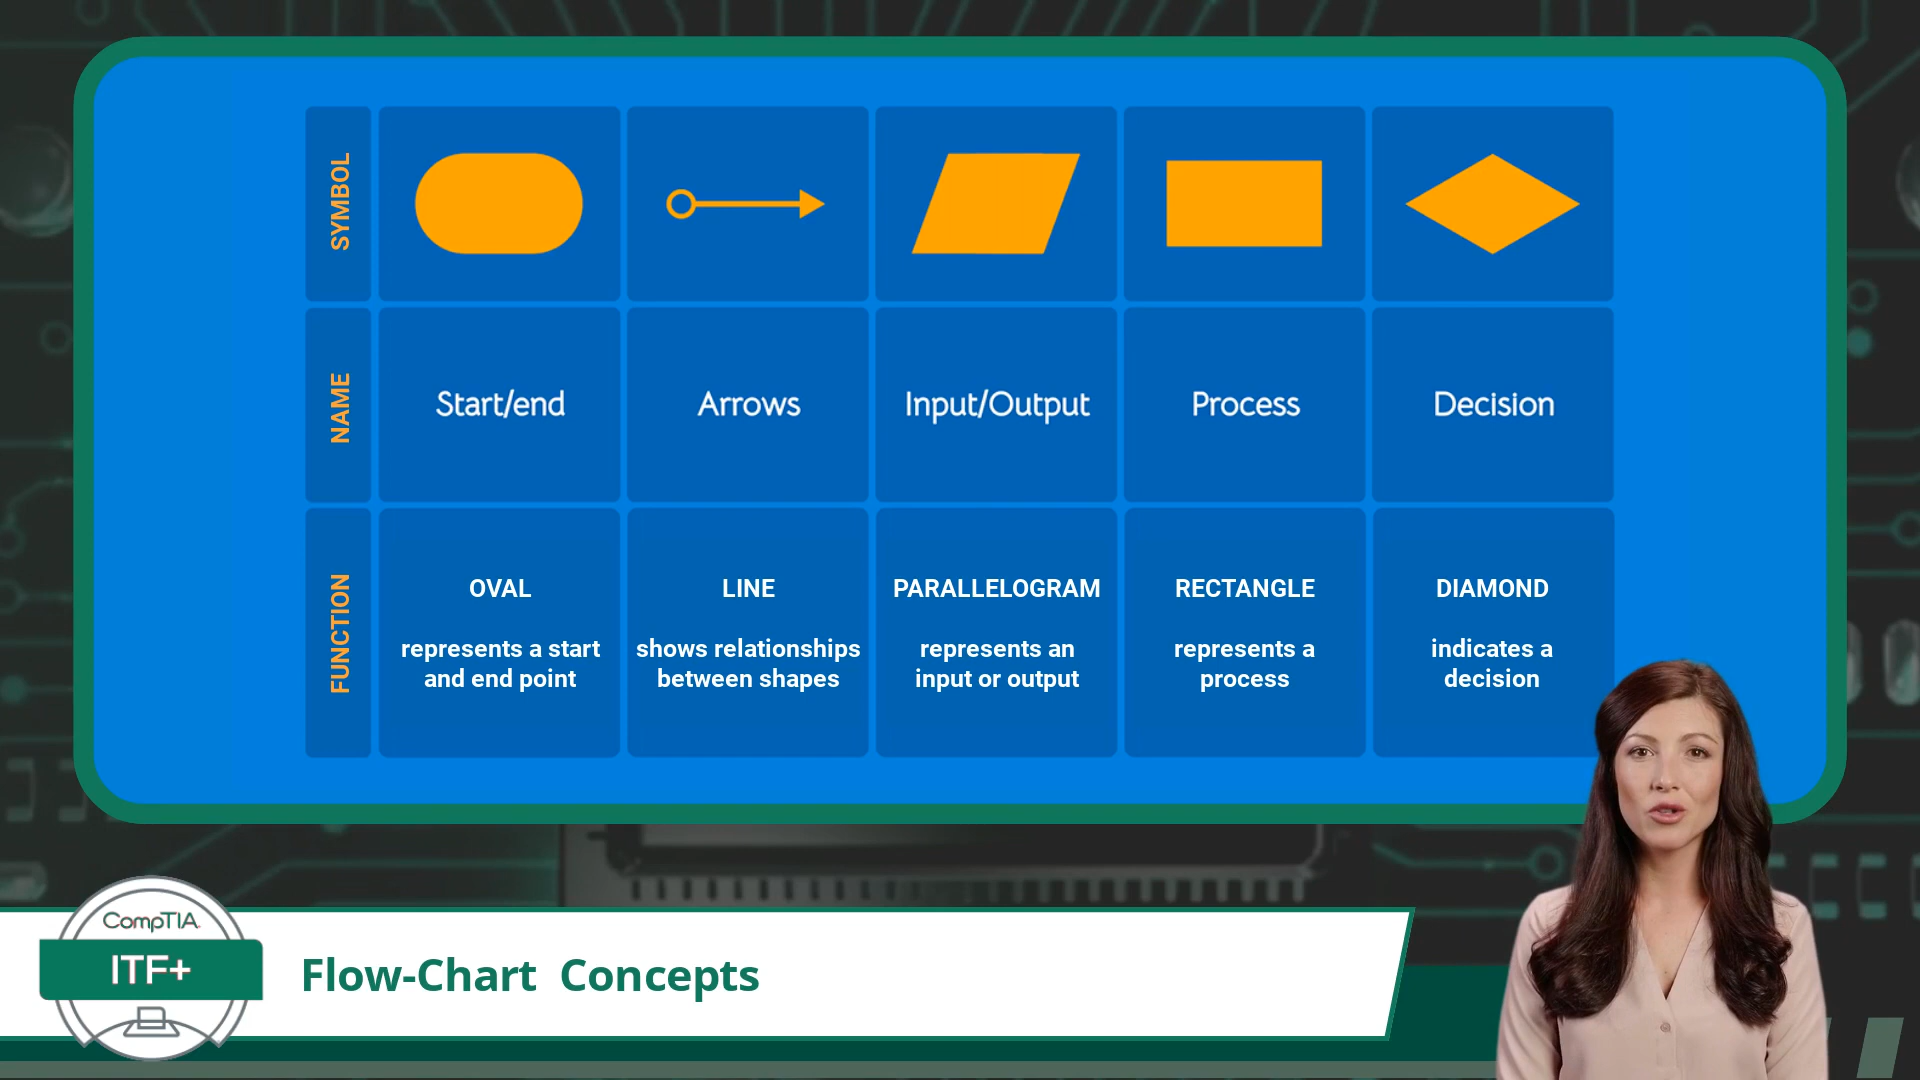 SYMBOL
NAME
Start/end
Arrows
Input/Output
Process
Decision
FUNCTION
OVAL
represents a start
and end point
LINE
shows relationships
between shapes
PARALLELOGRAM
represents an
input or output
RECTANGLE
represents a
process
DIAMOND
indicates a
decision
CompTIA
ITF+
Flow-Chart Concepts